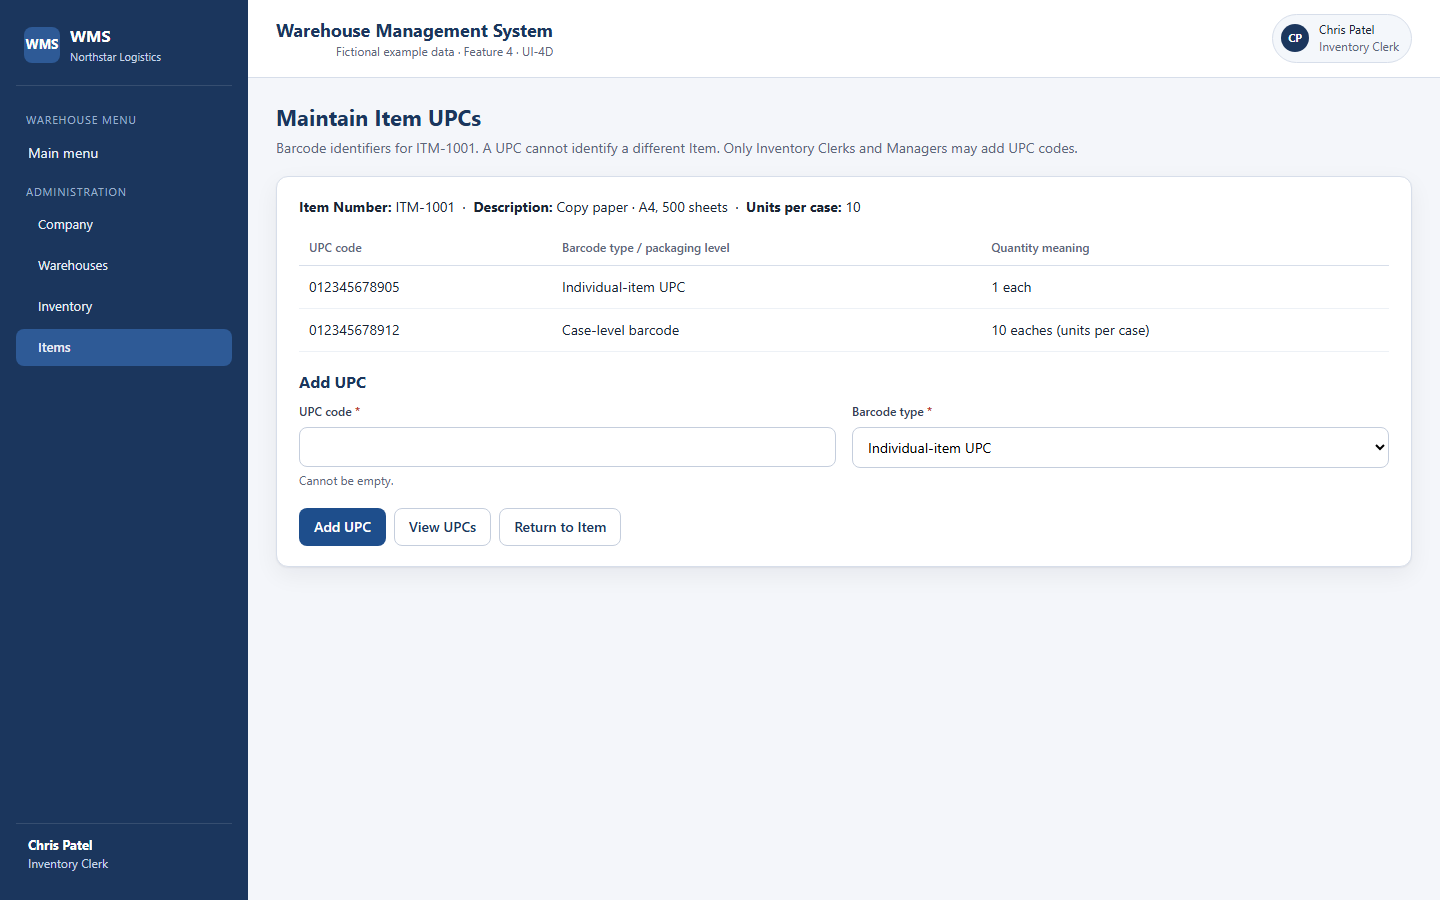 WMS
WMS
Northstar Logistics
WAREHOUSE MENU
Main menu
ADMINISTRATION
Company
Warehouses
Inventory
Items
Chris Patel
Inventory Clerk
Warehouse Management System
Fictional example data · Feature 4 · UI-4D
CP
Chris Patel
Inventory Clerk
Maintain Item UPCs
Barcode identifiers for ITM-1001. A UPC cannot identify a different Item. Only Inventory Clerks and Managers may add UPC codes.
Item Number: ITM-1001 · Description: Copy paper · A4, 500 sheets · Units per case: 10
UPC code Barcode type / packaging level Quantity meaning
012345678905 Individual-item UPC 1 each
012345678912 Case-level barcode 10 eaches (units per case)
Add UPC
UPC code * Barcode type *
Individual-item UPC
Cannot be empty.
Add UPC View UPCs Return to Item